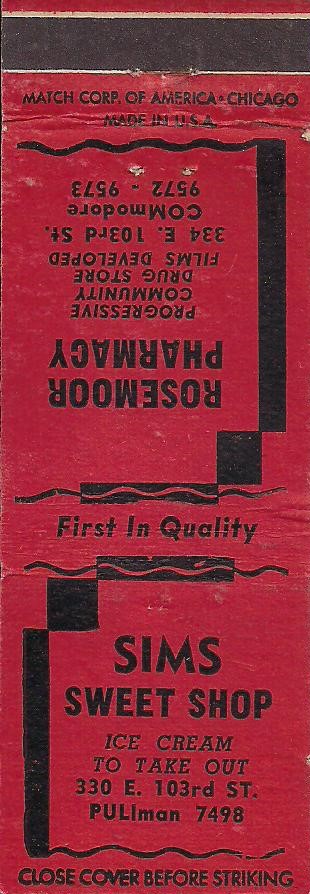 MATCH CORP. OF AMERICA • CHICAGO
MADE IN U.S.A.
ROSEMOOR
PHARMACY
PROGRESSIVE
COMMUNITY
DRUG STORE
FILMS DEVELOPED
334 E. 103rd St.
COMmodore
9572 - 9573
First In Quality
SIMS
SWEET SHOP
ICE CREAM
TO TAKE OUT
330 E. 103rd ST.
PULlman 7498
CLOSE COVER BEFORE STRIKING